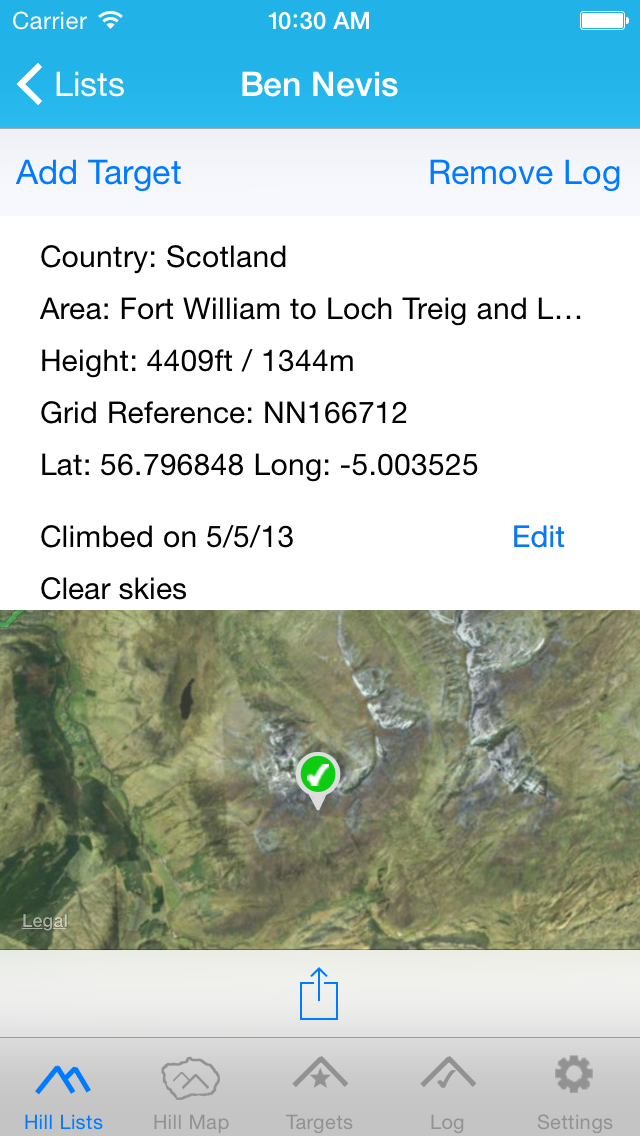 Carrier 10:30 AM
Lists Ben Nevis
Add Target Remove Log
Country: Scotland
Area: Fort William to Loch Treig and L...
Height: 4409ft / 1344m
Grid Reference: NN166712
Lat: 56.796848 Long: -5.003525
Climbed on 5/5/13 Edit
Clear skies
Legal
Hill Lists Hill Map Targets Log Settings